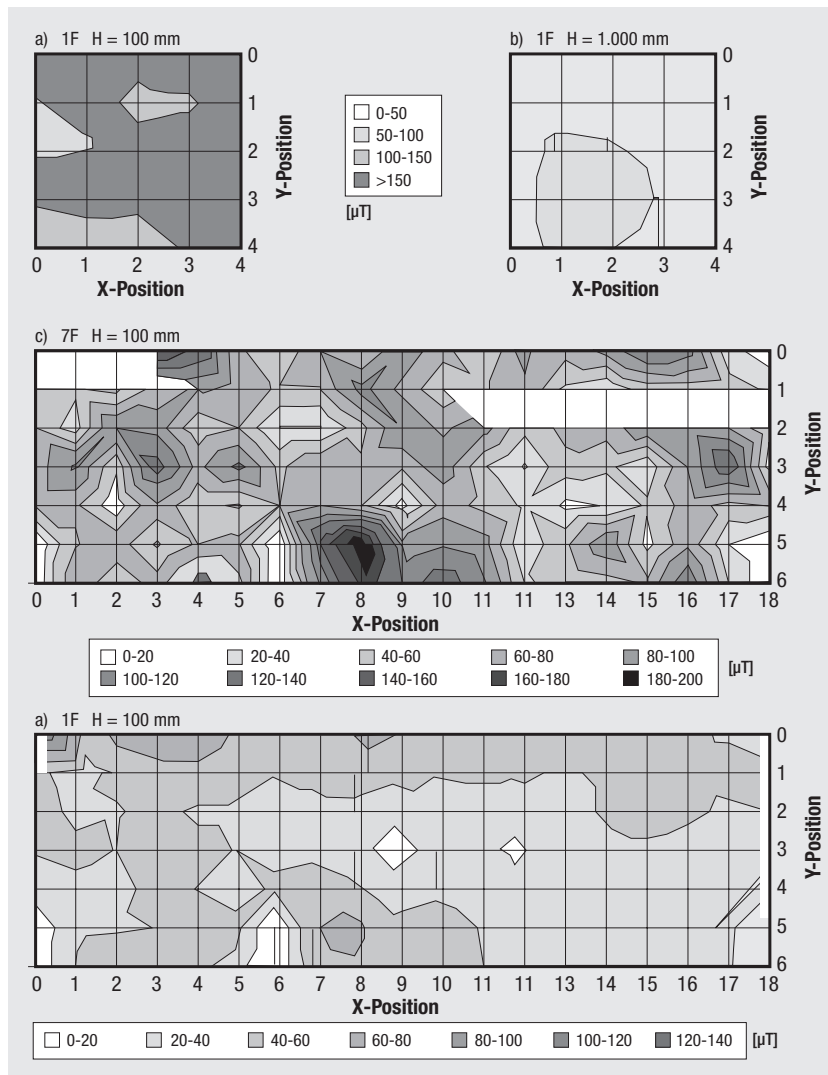 a) 1F H = 100 mm
0
1
2
3
4
Y-Position
0 1 2 3 4
X-Position
0-50
50-100
100-150
>150
[µT]
b) 1F H = 1.000 mm
0
1
2
3
4
Y-Position
0 1 2 3 4
X-Position
c) 7F H = 100 mm
0
1
2
3
4
5
6
Y-Position
0 1 2 3 4 5 6 7 8 9 10 11 11 13 14 15 16 17 18
X-Position
0-20 20-40 40-60 60-80 80-100
100-120 120-140 140-160 160-180 180-200
[µT]
a) 1F H = 100 mm
0
1
2
3
4
5
6
Y-Position
0 1 2 3 4 5 6 7 8 9 10 11 11 13 14 15 16 17 18
X-Position
0-20 20-40 40-60 60-80 80-100 100-120 120-140 [µT]